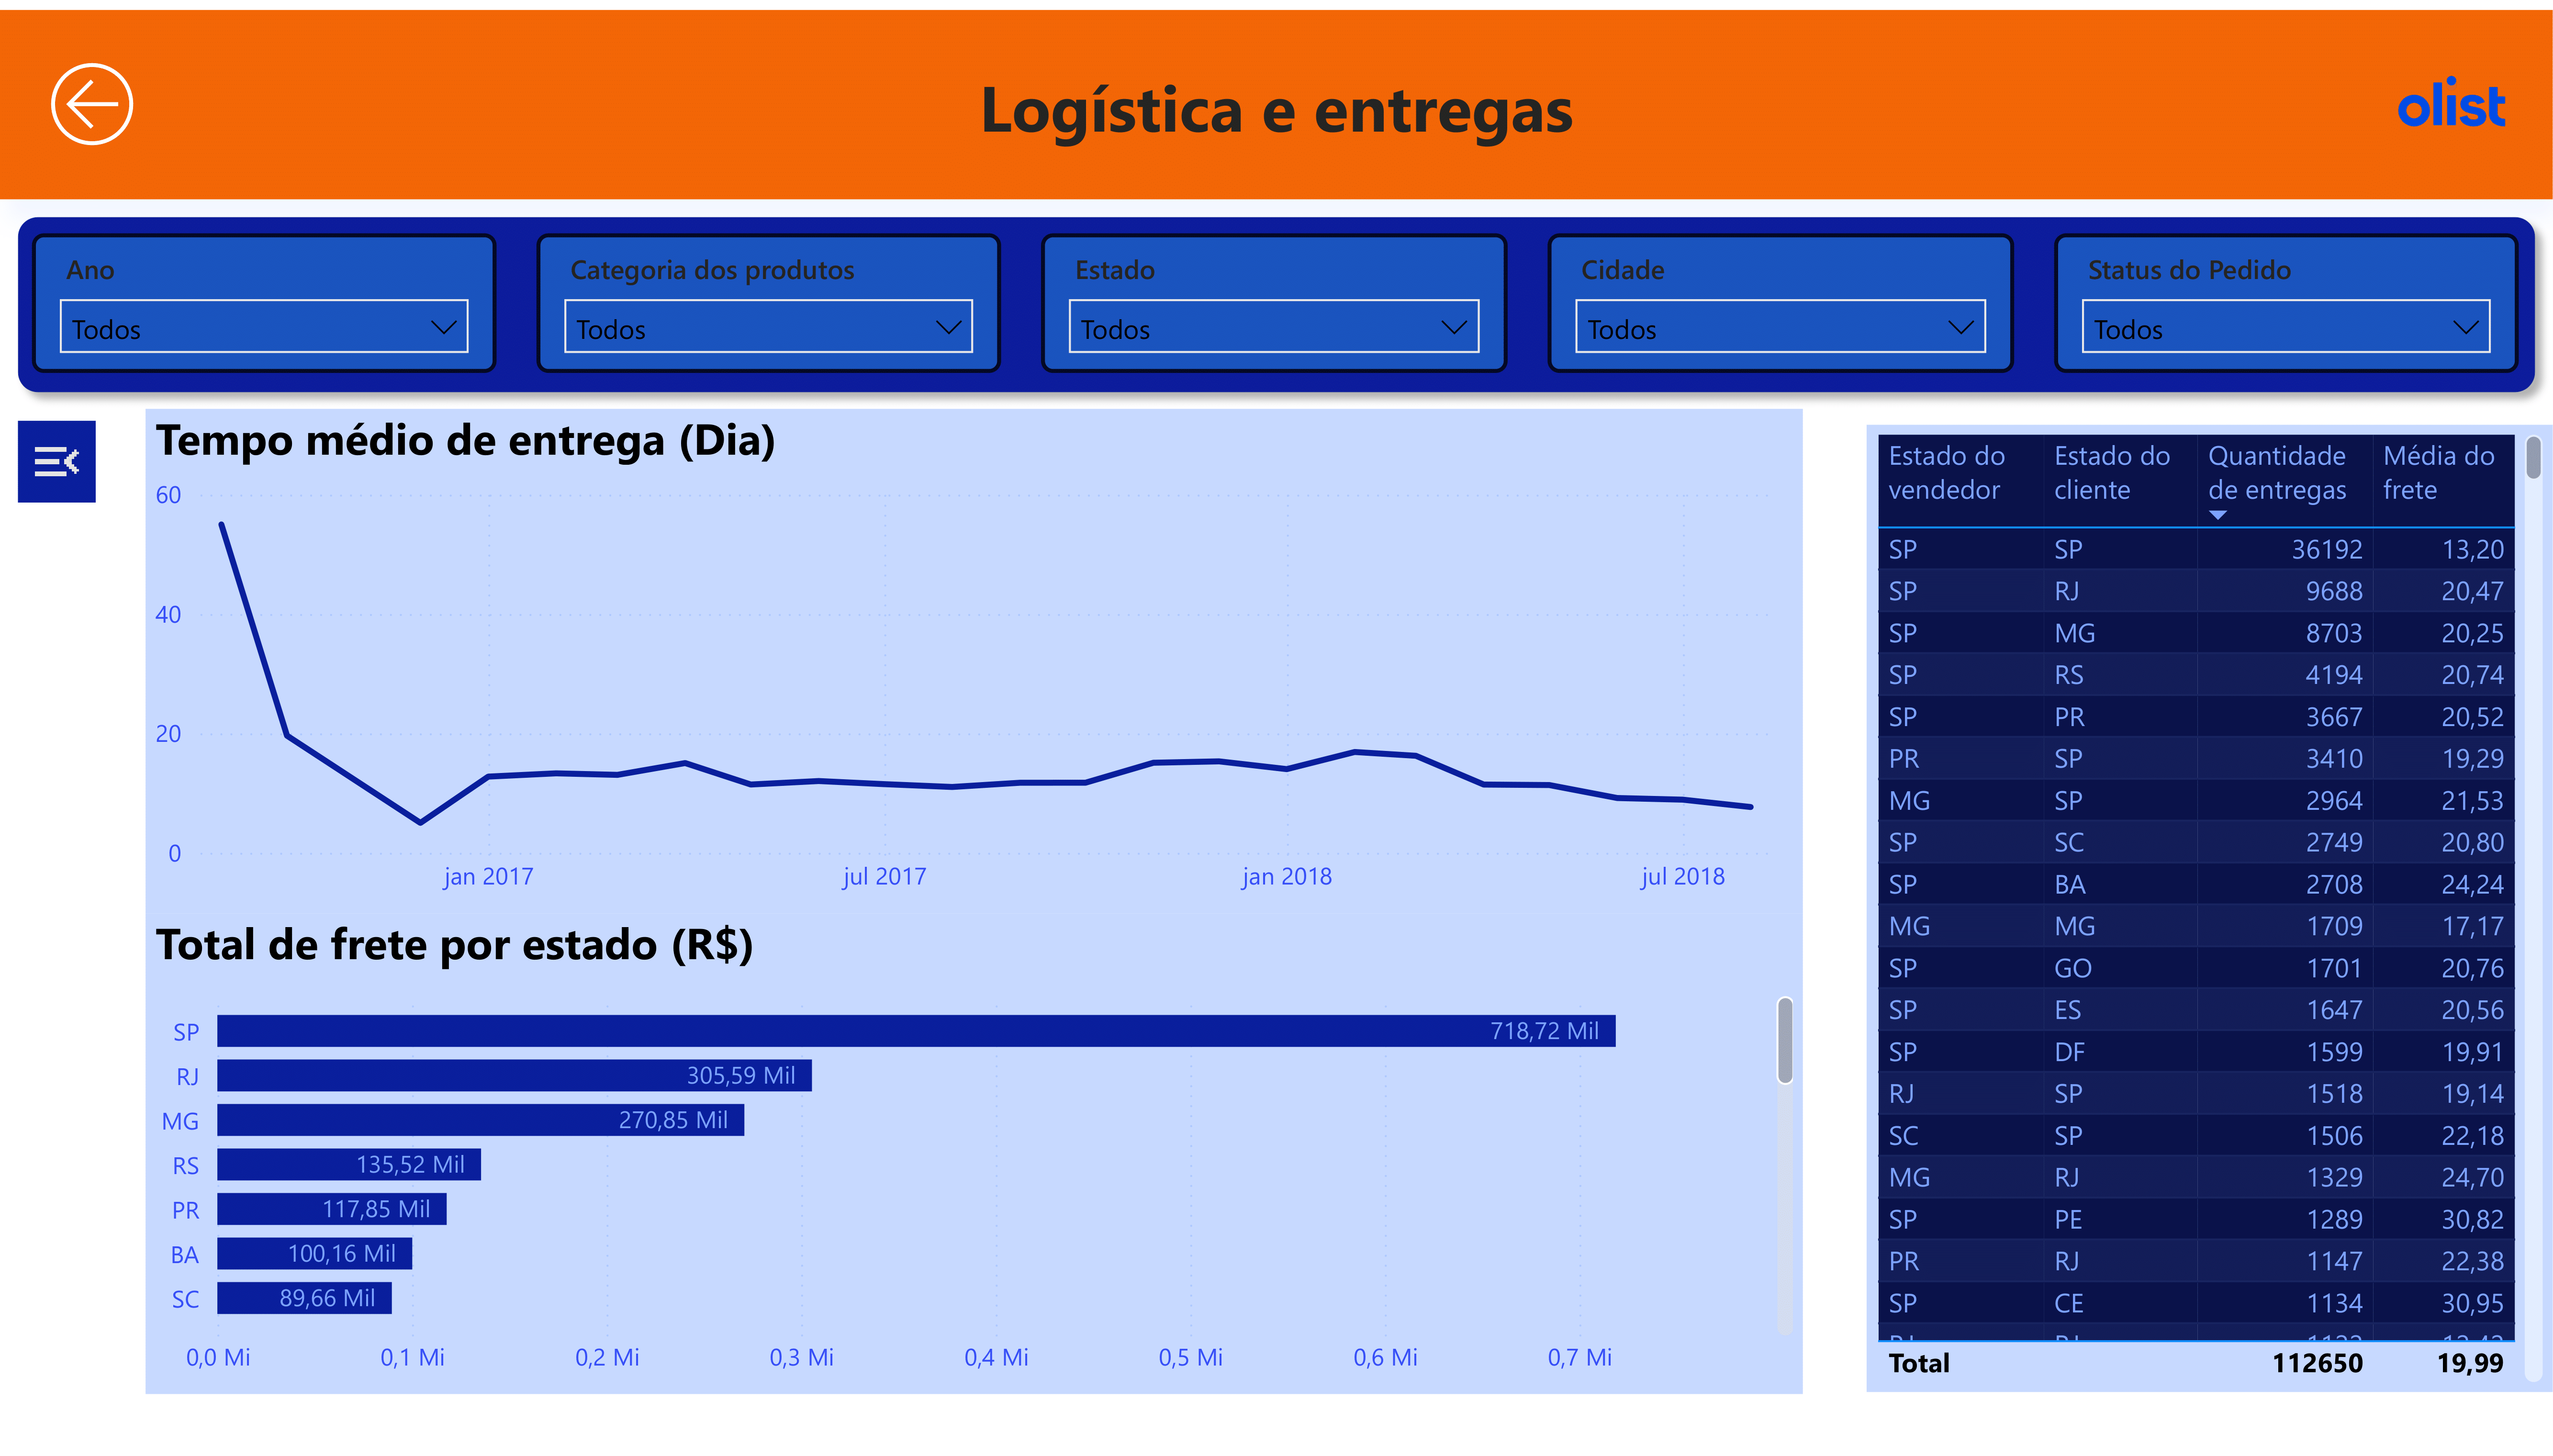 Logística e entregas
olist
Ano
Todos
Categoria dos produtos
Todos
Estado
Todos
Cidade
Todos
Status do Pedido
Todos
Tempo médio de entrega (Dia)
60
40
20
0
jan 2017 jul 2017 jan 2018 jul 2018
Total de frete por estado (R$)
SP 718,72 Mil
RJ 305,59 Mil
MG 270,85 Mil
RS 135,52 Mil
PR 117,85 Mil
BA 100,16 Mil
SC 89,66 Mil
0,0 Mi 0,1 Mi 0,2 Mi 0,3 Mi 0,4 Mi 0,5 Mi 0,6 Mi 0,7 Mi
Estado do Estado do Quantidade Média do
vendedor cliente de entregas frete
SP SP 36192 13,20
SP RJ 9688 20,47
SP MG 8703 20,25
SP RS 4194 20,74
SP PR 3667 20,52
PR SP 3410 19,29
MG SP 2964 21,53
SP SC 2749 20,80
SP BA 2708 24,24
MG MG 1709 17,17
SP GO 1701 20,76
SP ES 1647 20,56
SP DF 1599 19,91
RJ SP 1518 19,14
SC SP 1506 22,18
MG RJ 1329 24,70
SP PE 1289 30,82
PR RJ 1147 22,38
SP CE 1134 30,95
Total 112650 19,99